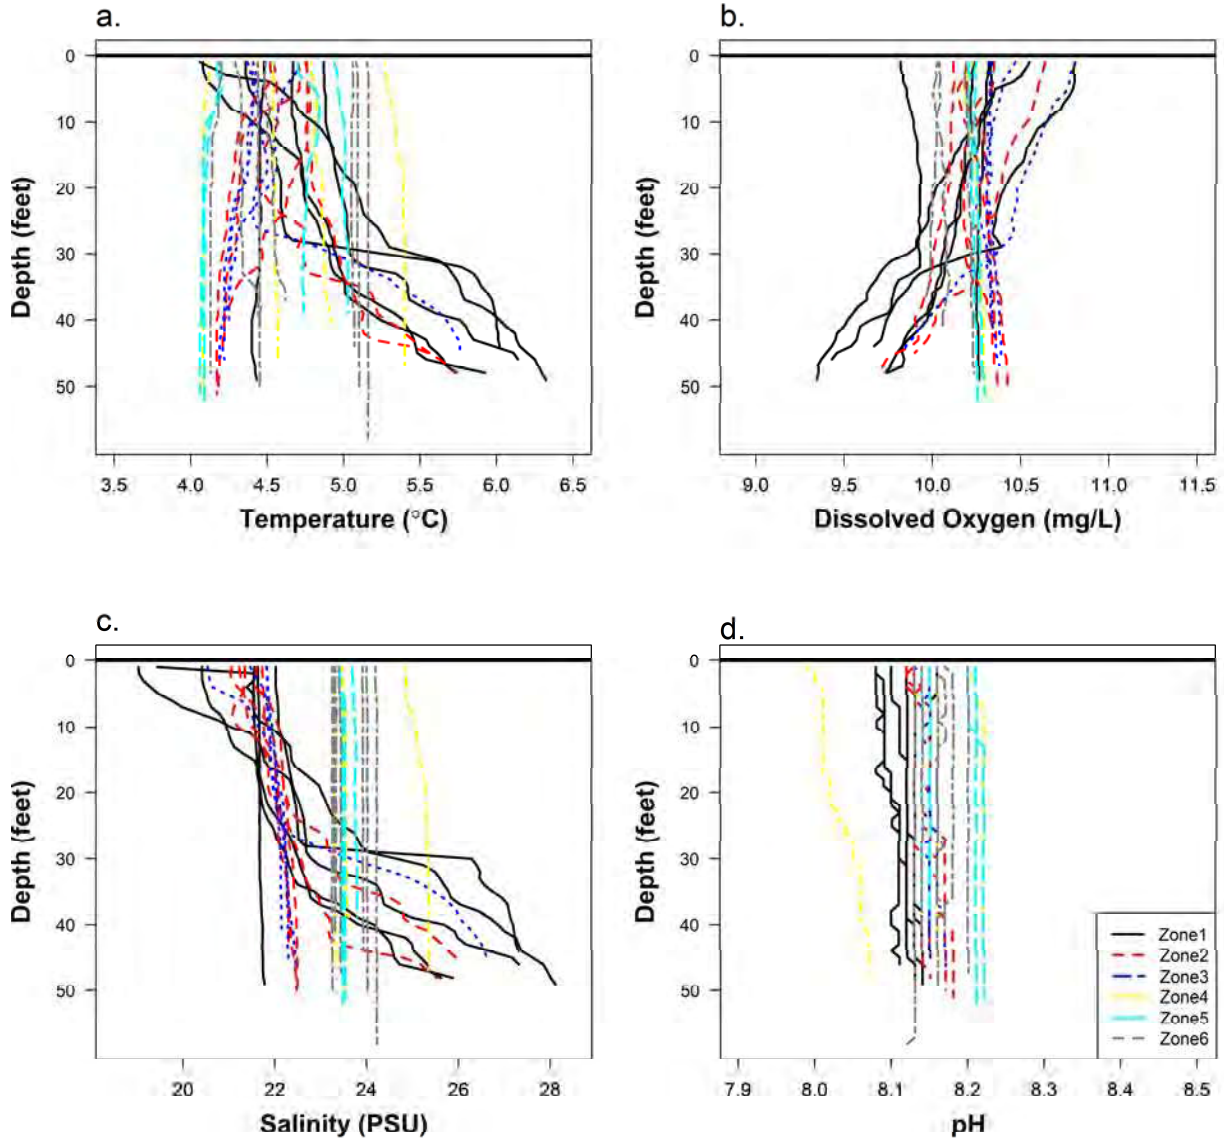 a.
0
10
20
30
40
50
Depth (feet)
3.5 4.0 4.5 5.0 5.5 6.0 6.5
Temperature (°C)
b.
0
10
20
30
40
50
Depth (feet)
9.0 9.5 10.0 10.5 11.0 11.5
Dissolved Oxygen (mg/L)
c.
0
10
20
30
40
50
Depth (feet)
20 22 24 26 28
Salinity (PSU)
d.
0
10
20
30
40
50
Depth (feet)
7.9 8.0 8.1 8.2 8.3 8.4 8.5
pH
Zone1
Zone2
Zone3
Zone4
Zone5
Zone6